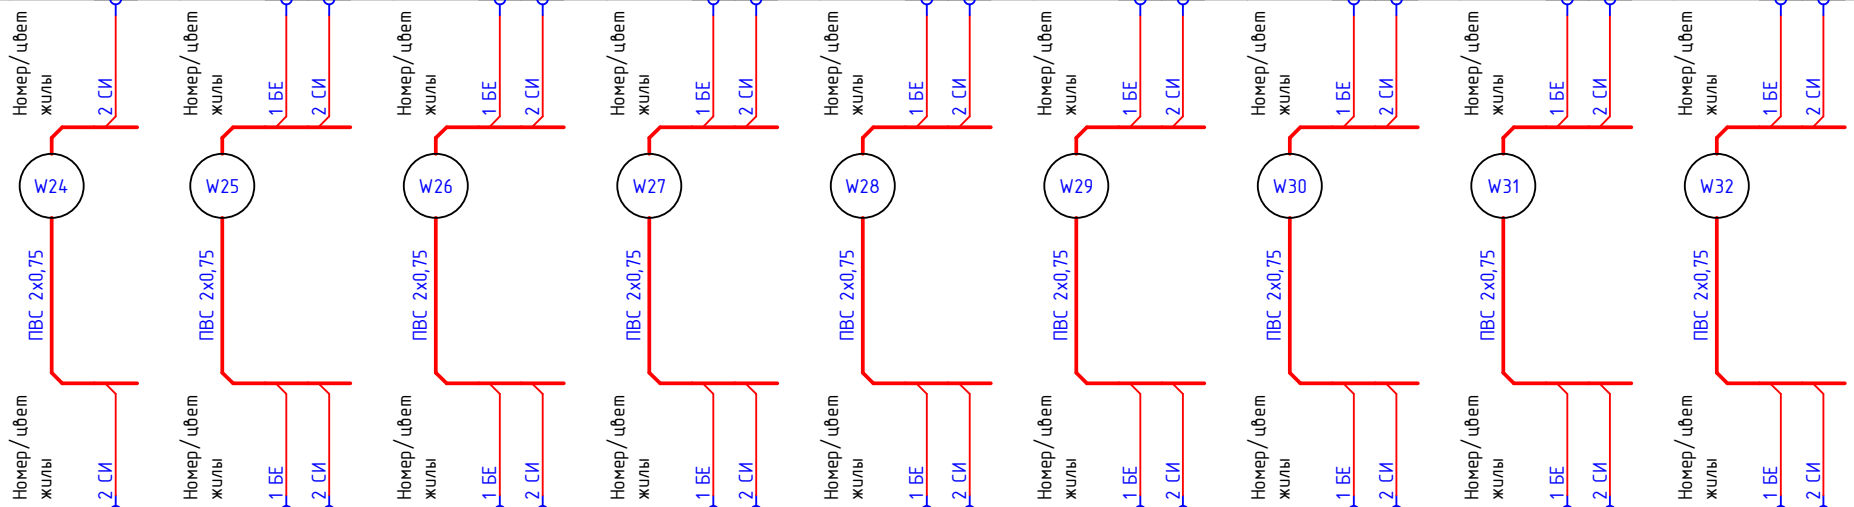 Номер/цвет
жилы
2 СИ
Номер/цвет
жилы
1 БЕ
2 СИ
Номер/цвет
жилы
1 БЕ
2 СИ
Номер/цвет
жилы
1 БЕ
2 СИ
Номер/цвет
жилы
1 БЕ
2 СИ
Номер/цвет
жилы
1 БЕ
2 СИ
Номер/цвет
жилы
1 БЕ
2 СИ
Номер/цвет
жилы
1 БЕ
2 СИ
Номер/цвет
жилы
1 БЕ
2 СИ
W24
W25
W26
W27
W28
W29
W30
W31
W32
ПВС 2х0,75
ПВС 2х0,75
ПВС 2х0,75
ПВС 2х0,75
ПВС 2х0,75
ПВС 2х0,75
ПВС 2х0,75
ПВС 2х0,75
ПВС 2х0,75
Номер/цвет
жилы
2 СИ
Номер/цвет
жилы
1 БЕ
2 СИ
Номер/цвет
жилы
1 БЕ
2 СИ
Номер/цвет
жилы
1 БЕ
2 СИ
Номер/цвет
жилы
1 БЕ
2 СИ
Номер/цвет
жилы
1 БЕ
2 СИ
Номер/цвет
жилы
1 БЕ
2 СИ
Номер/цвет
жилы
1 БЕ
2 СИ
Номер/цвет
жилы
1 БЕ
2 СИ